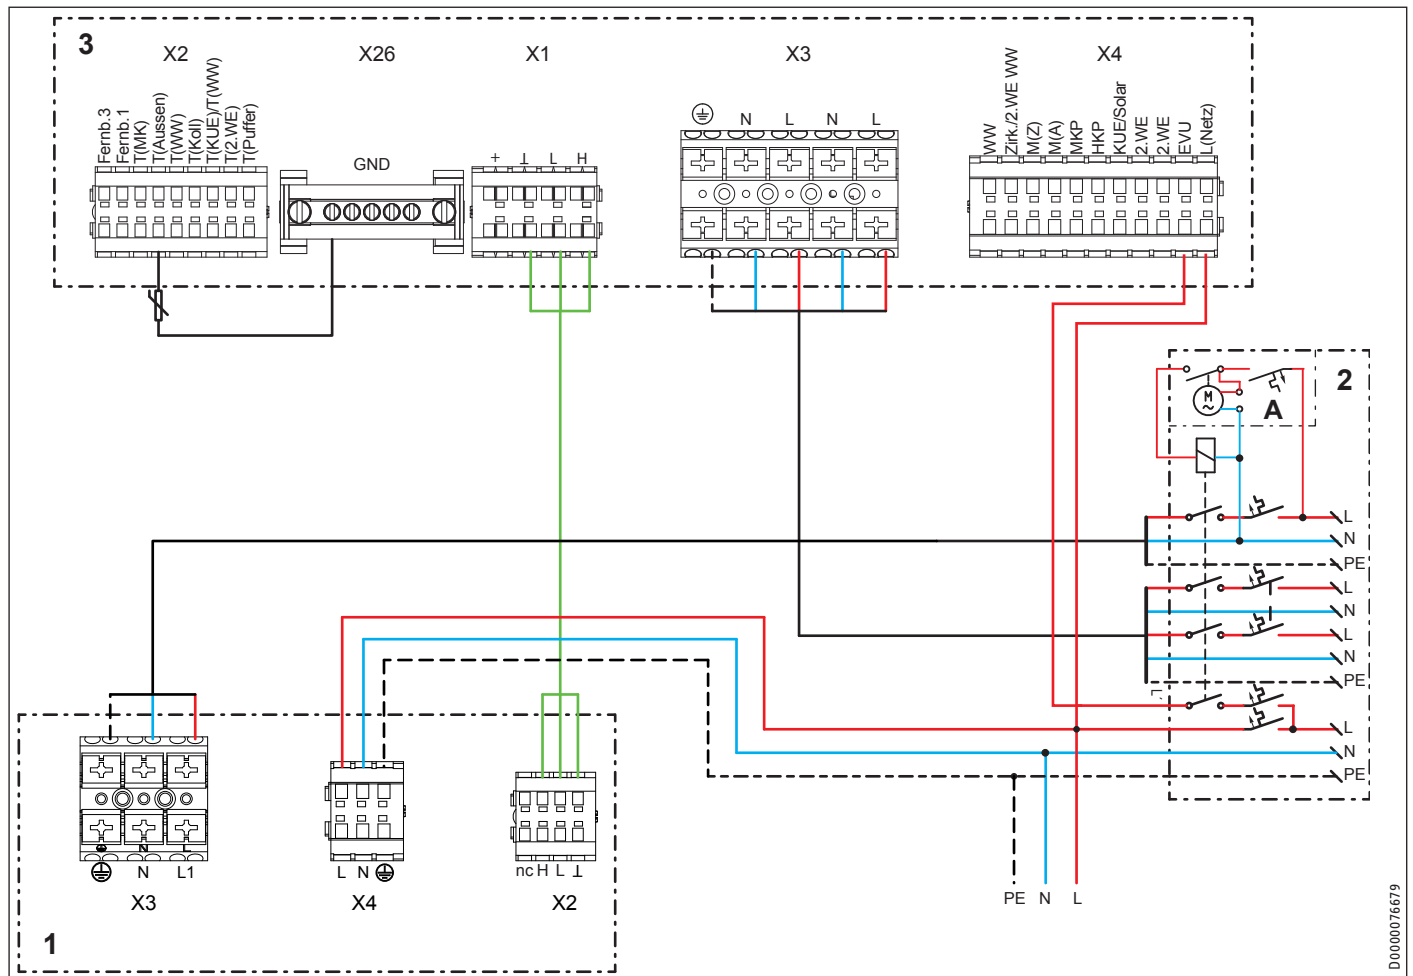 3
X2
X26
X1
X3
X4
Fernb.3
Fernb.1
T(MK)
T(Aussen)
T(WW)
T(Koll)
T(KUE)/T(WW)
T(2.WE)
T(Puffer)
GND
+ ⊥ L H
N L N L
WW
Zirk./2.WE WW
M(Z)
M(A)
MKP
HKP
KUE/Solar
2.WE
2.WE
EVU
L(Netz)
2
M
~
A
L
N
PE
L
N
L
N
PE
L'
L
N
PE
N L
N L1
X3
L N
X4
nc H L ⊥
X2
1
PE N L
D0000076679